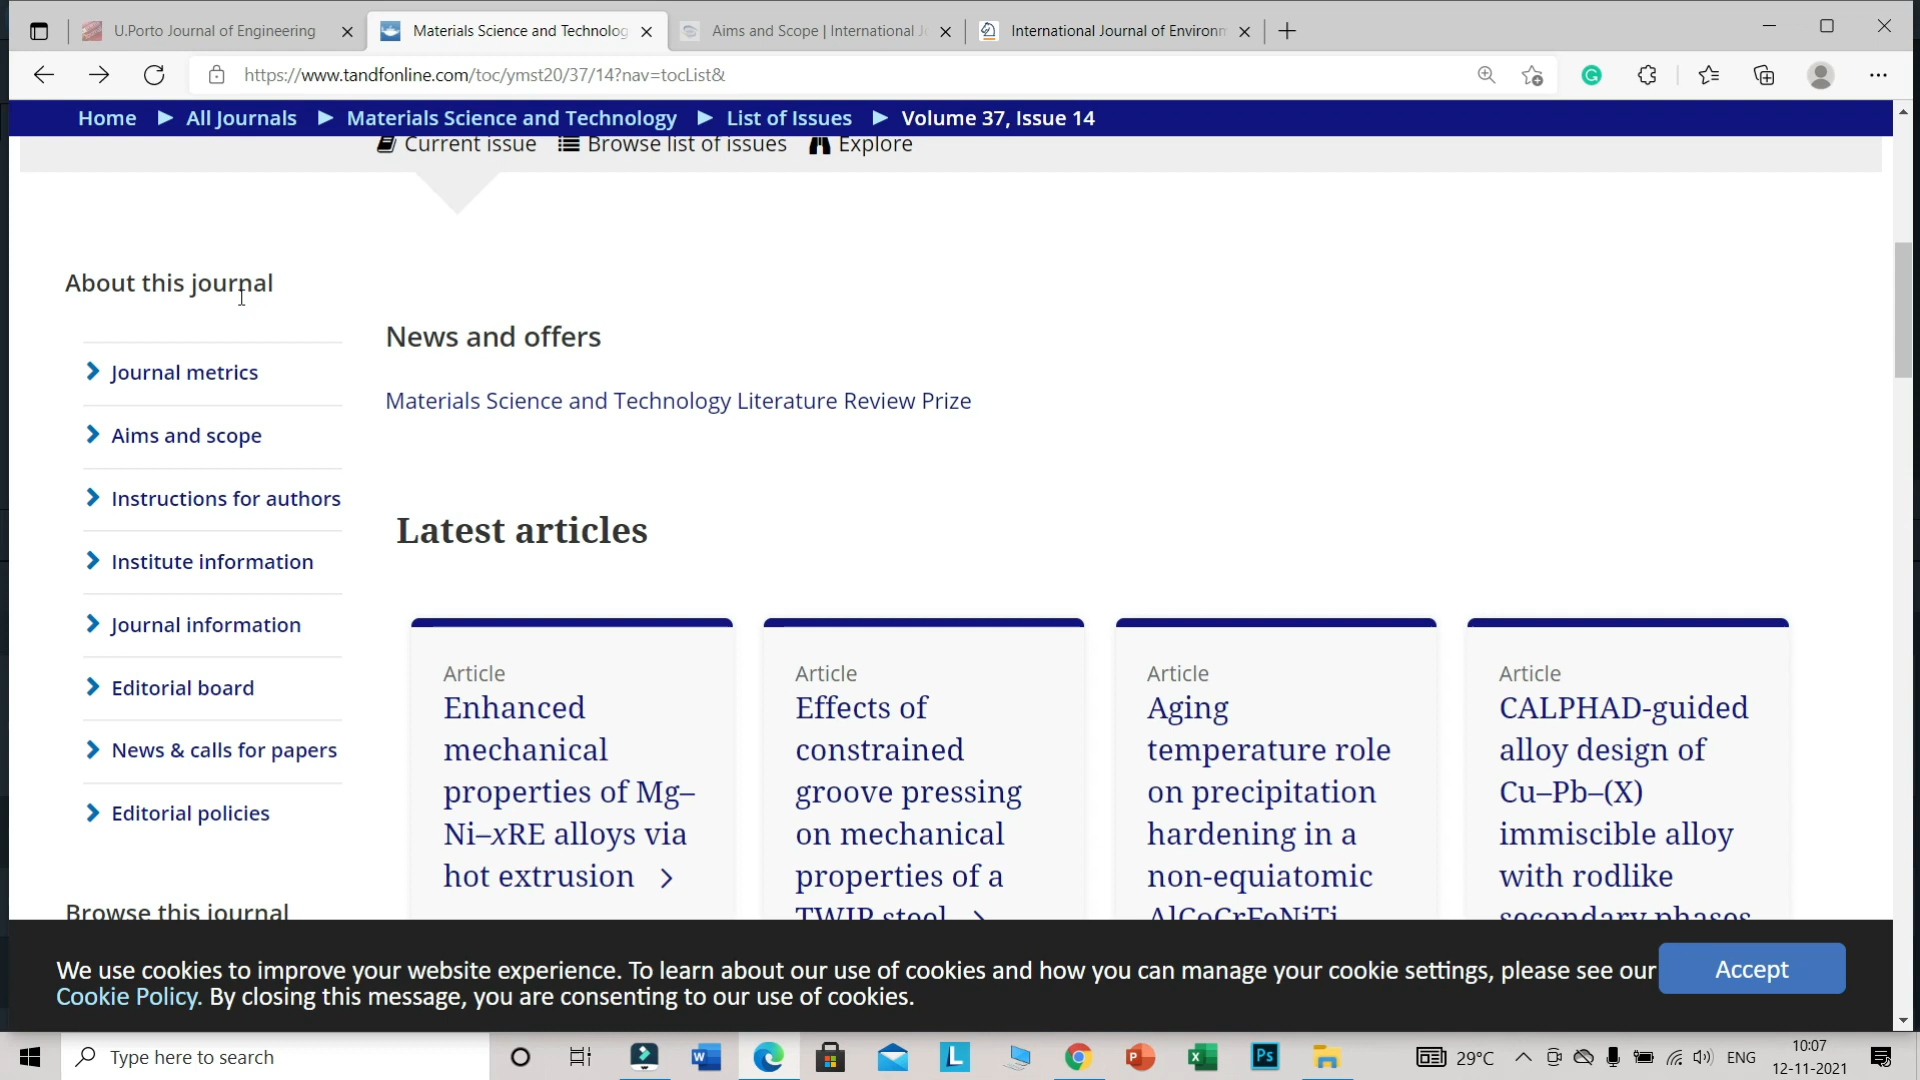 U.Porto Journal of Engineering
Materials Science and Technolog
Aims and Scope | International J
International Journal of Environm
https://www.tandfonline.com/toc/ymst20/37/14?nav=tocList&
Home ▶ All Journals ▶ Materials Science and Technology ▶ List of Issues ▶ Volume 37, Issue 14
Current issue Browse list of issues Explore
About this journal
Journal metrics
Aims and scope
Instructions for authors
Institute information
Journal information
Editorial board
News & calls for papers
Editorial policies
Browse this journal
News and offers
Materials Science and Technology Literature Review Prize
Latest articles
Article
Enhanced
mechanical
properties of Mg–
Ni–xRE alloys via
hot extrusion
Article
Effects of
constrained
groove pressing
on mechanical
properties of a
TWIP steel
Article
Aging
temperature role
on precipitation
hardening in a
non-equiatomic
AlCoCrFeNiTi
Article
CALPHAD-guided
alloy design of
Cu–Pb–(X)
immiscible alloy
with rodlike
secondary phases
We use cookies to improve your website experience. To learn about our use of cookies and how you can manage your cookie settings, please see our
Cookie Policy. By closing this message, you are consenting to our use of cookies.
Accept
Type here to search
W
L
P
X
Ps
29°C
ENG
10:07
12-11-2021